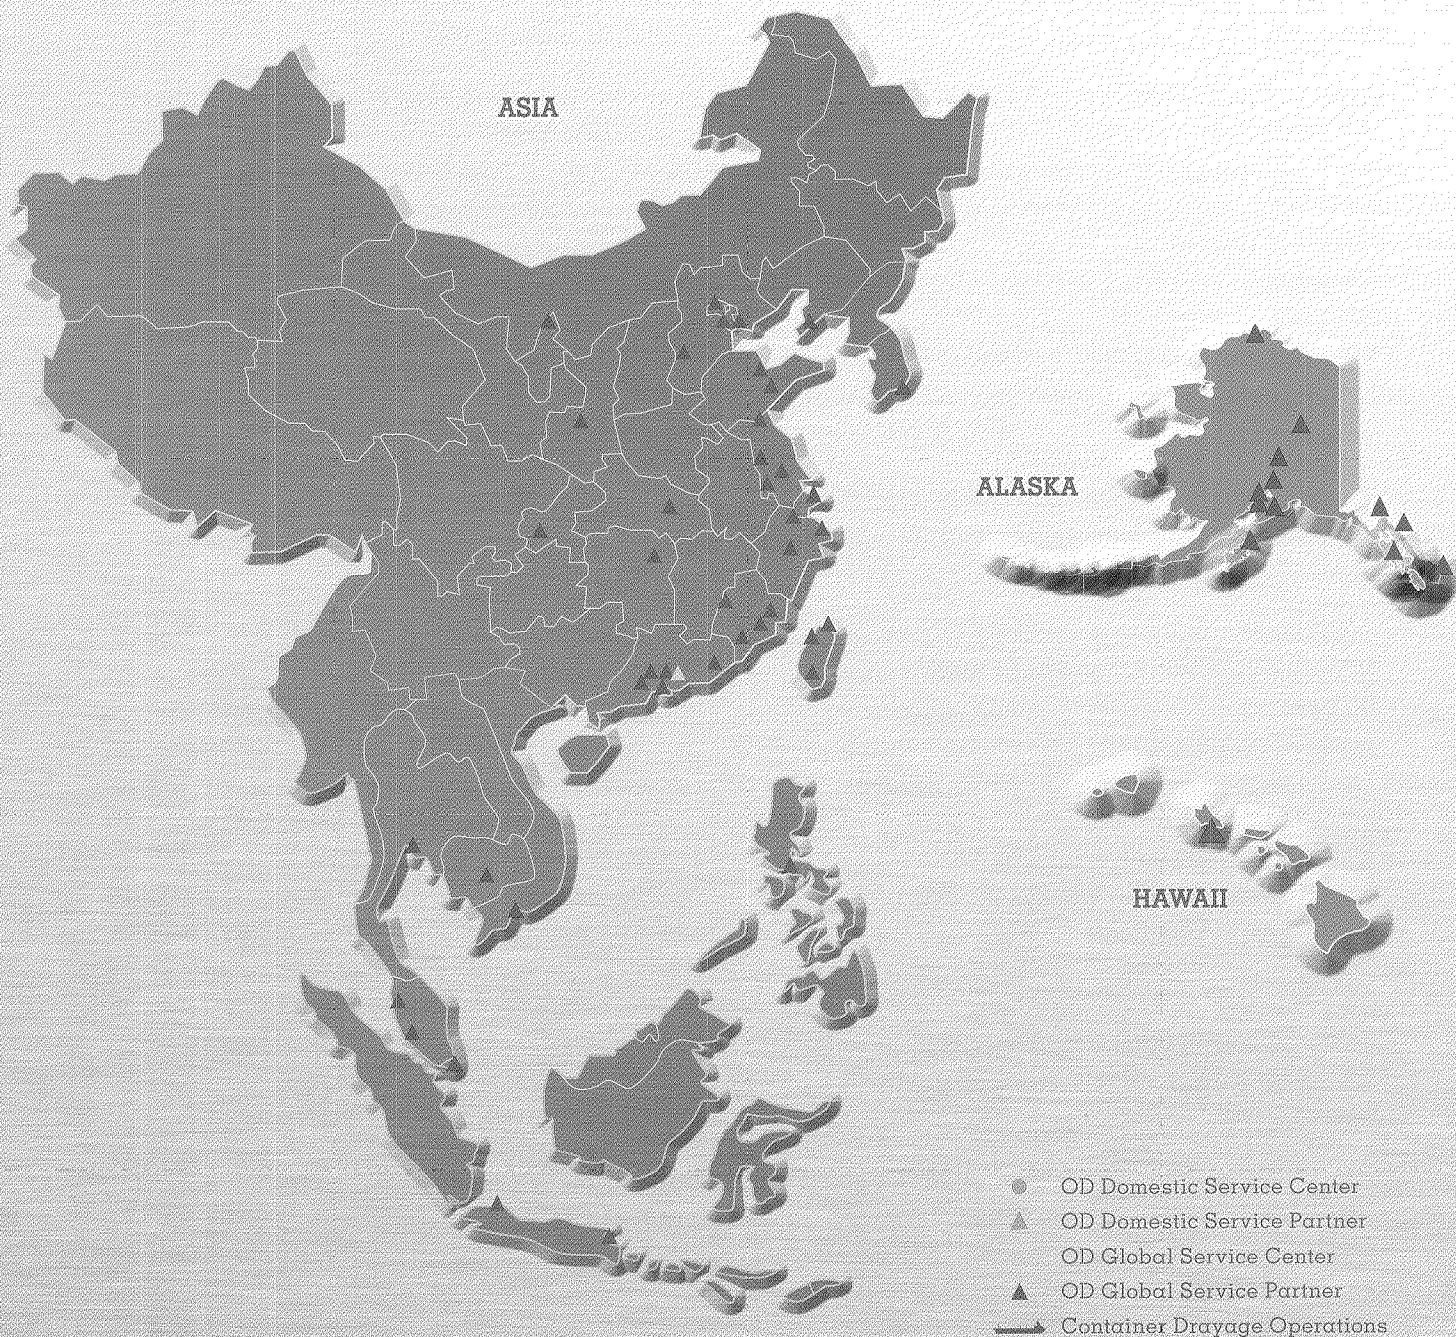 ASIA
ALASKA
HAWAII
OD Domestic Service Center
OD Domestic Service Partner
OD Global Service Center
OD Global Service Partner
Container Drayage Operations